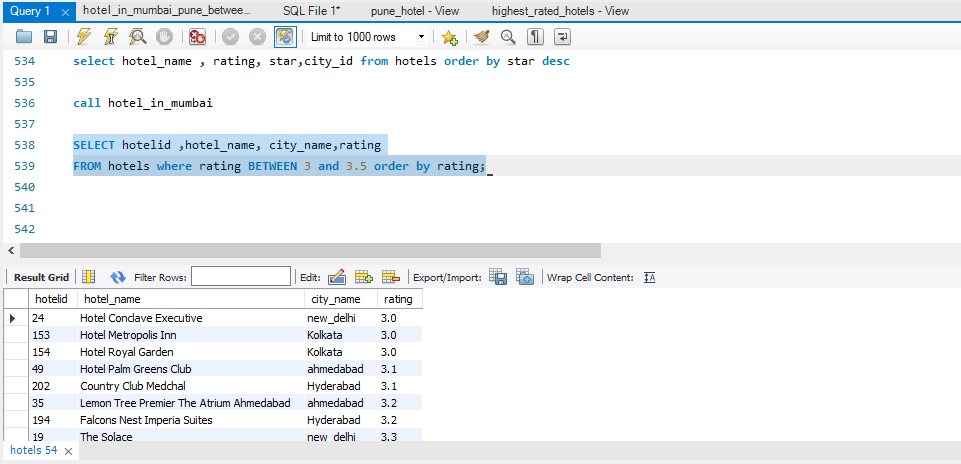 Query 1 hotel_in_mumbai_pune_betwee... SQL File 1* pune_hotel - View highest_rated_hotels - View
Limit to 1000 rows
534 select hotel_name , rating, star,city_id from hotels order by star desc
535
536 call hotel_in_mumbai
537
538 SELECT hotelid ,hotel_name, city_name,rating
539 FROM hotels where rating BETWEEN 3 and 3.5 order by rating;
540
541
542
Result Grid Filter Rows: Edit: Export/Import: Wrap Cell Content:
hotelid hotel_name city_name rating
24 Hotel Conclave Executive new_delhi 3.0
153 Hotel Metropolis Inn Kolkata 3.0
154 Hotel Royal Garden Kolkata 3.0
49 Hotel Palm Greens Club ahmedabad 3.1
202 Country Club Medchal Hyderabad 3.1
35 Lemon Tree Premier The Atrium Ahmedabad ahmedabad 3.2
194 Falcons Nest Imperia Suites Hyderabad 3.2
19 The Solace new_delhi 3.3
hotels 54